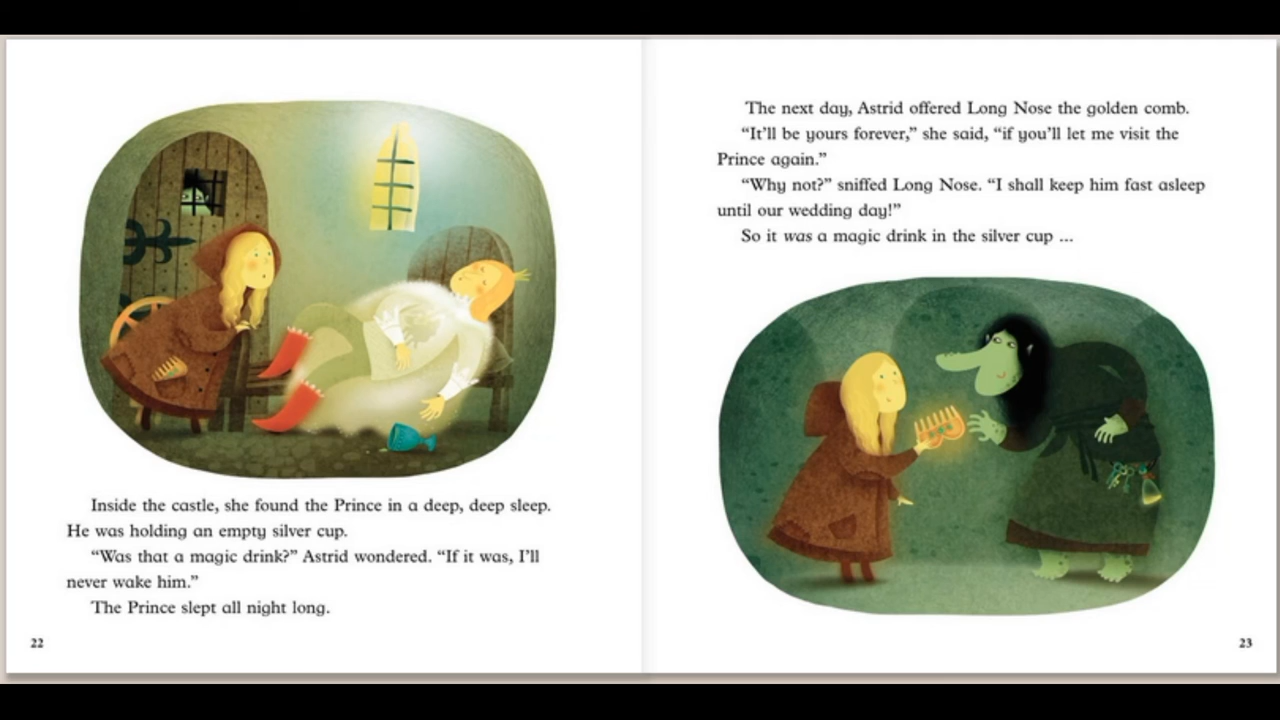 Inside the castle, she found the Prince in a deep, deep sleep.
He was holding an empty silver cup.
“Was that a magic drink?” Astrid wondered. “If it was, I’ll
never wake him.”
The Prince slept all night long.
22
The next day, Astrid offered Long Nose the golden comb.
“It’ll be yours forever,” she said, “if you’ll let me visit the
Prince again.”
“Why not?” sniffed Long Nose. “I shall keep him fast asleep
until our wedding day!”
So it was a magic drink in the silver cup ...
23